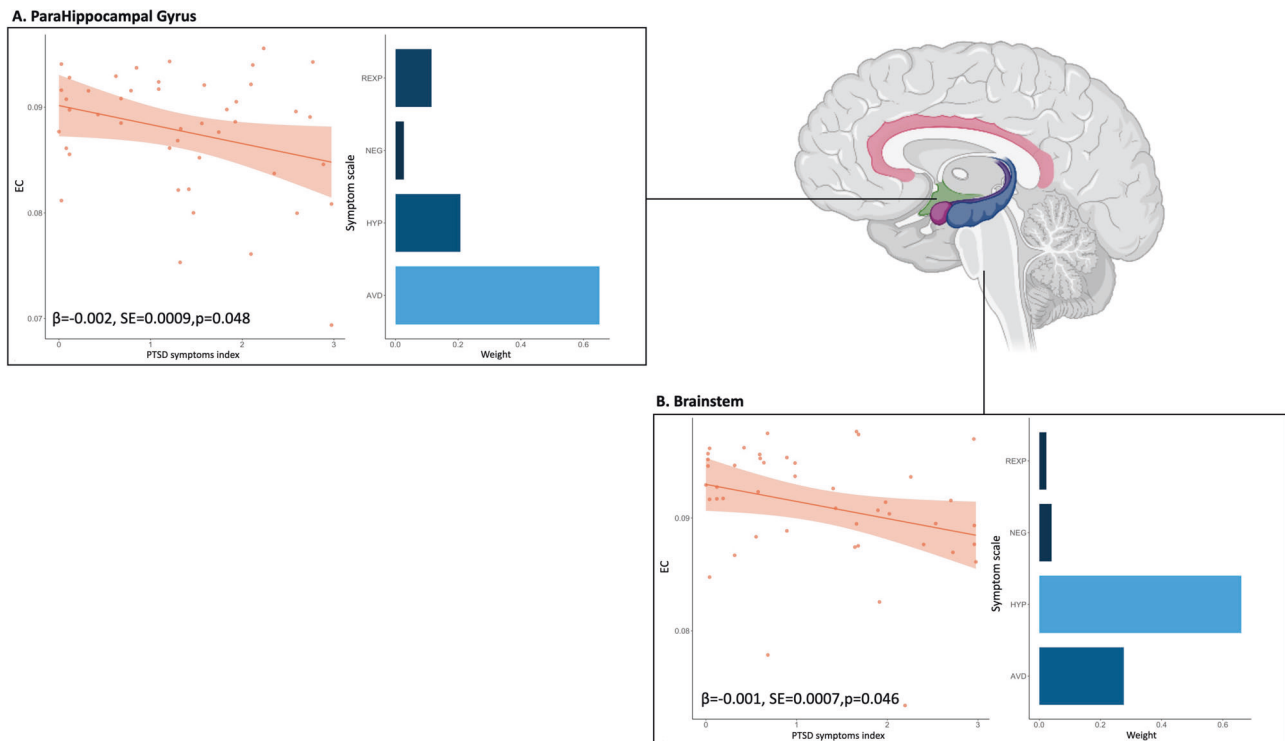 A. ParaHippocampal Gyrus
EC
0.09
0.08
0.07
β=-0.002, SE=0.0009,p=0.048
0
1
2
3
PTSD symptoms index
Symptom scale
REXP
NEG
HYP
AVD
0.0
0.2
0.4
0.6
Weight
B. Brainstem
EC
0.09
0.08
β=-0.001, SE=0.0007,p=0.046
0
1
2
3
PTSD symptoms index
Symptom scale
REXP
NEG
HYP
AVD
0.0
0.2
0.4
0.6
Weight